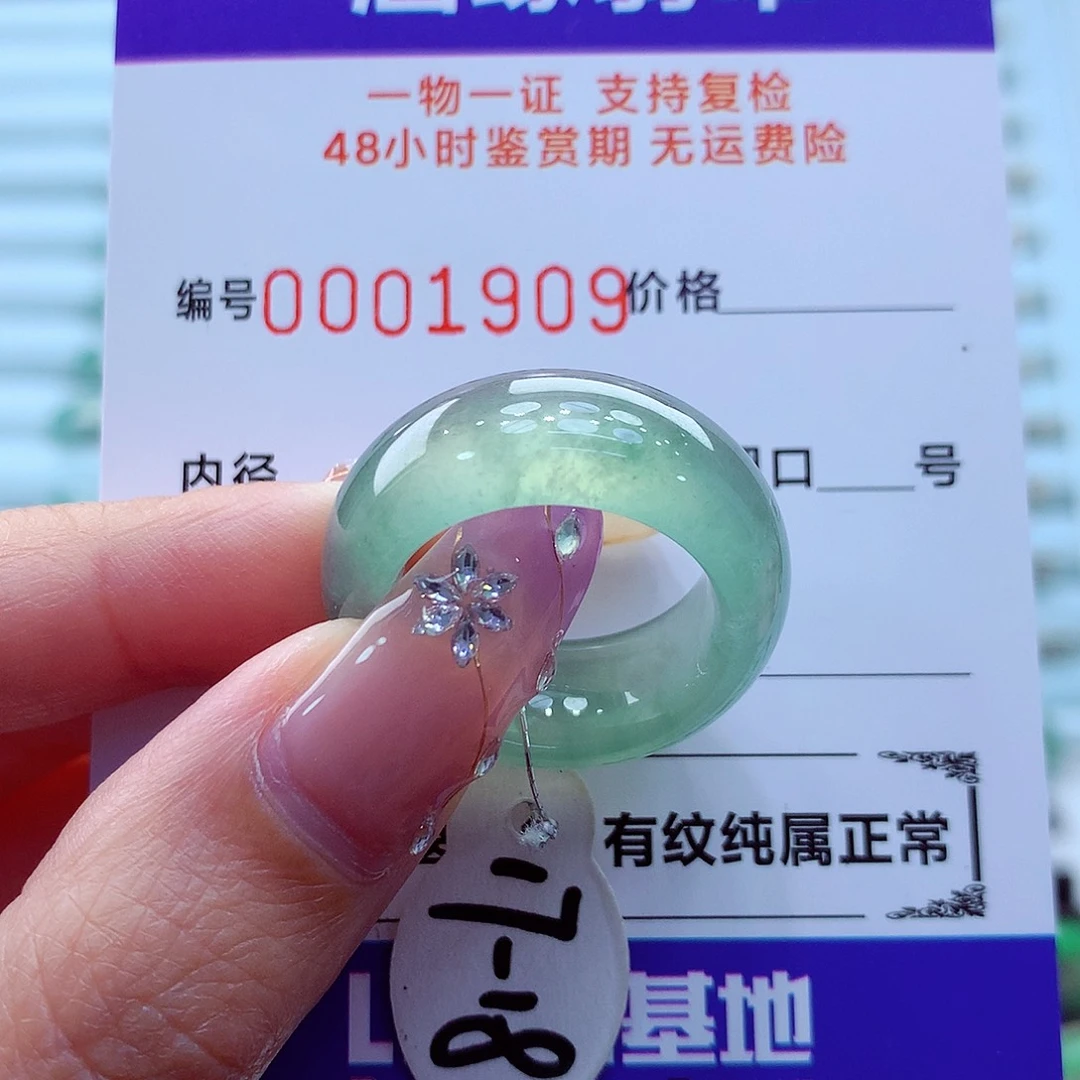 一物一证 支持复检
48小时鉴赏期 无运费险
编号0001909价格
内径 口 号
有纹纯属正常
17-18
L 基地